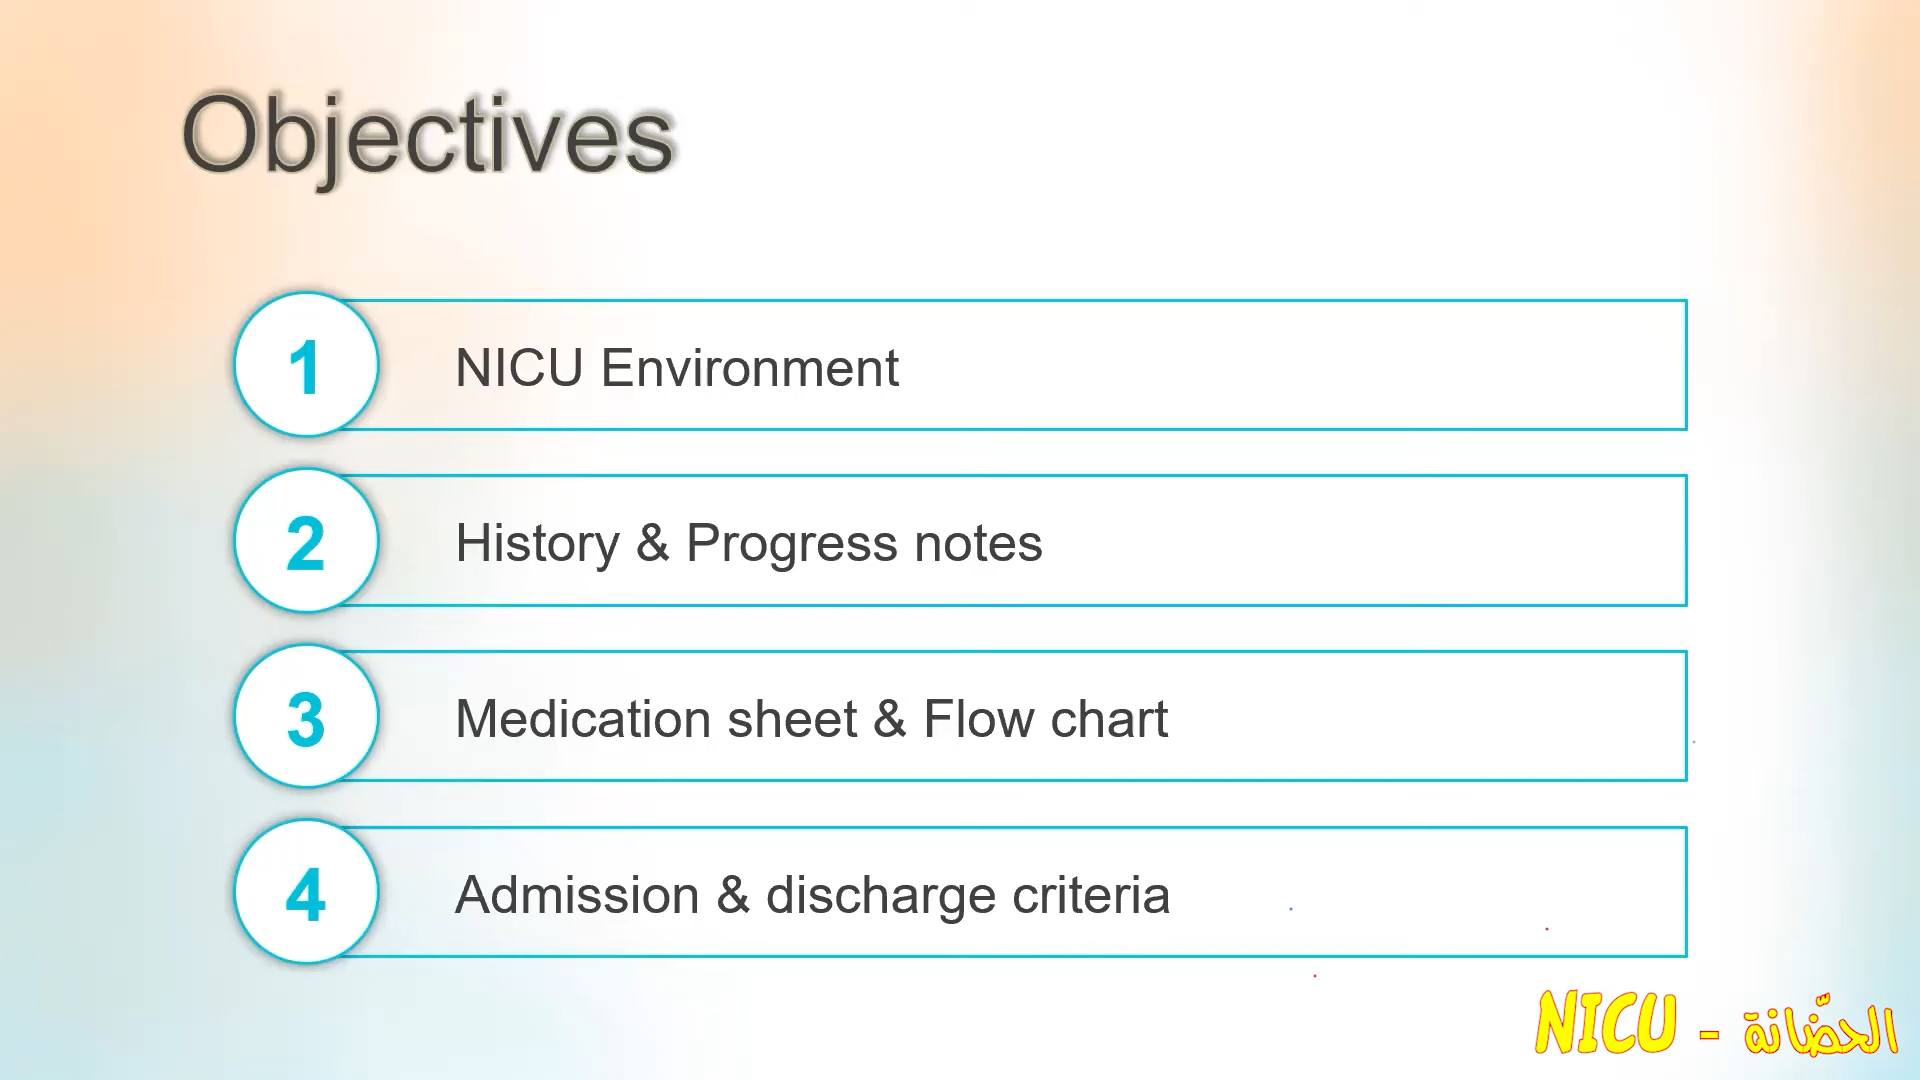 Objectives
1 NICU Environment
2 History & Progress notes
3 Medication sheet & Flow chart
4 Admission & discharge criteria
NICU - الحضّانة